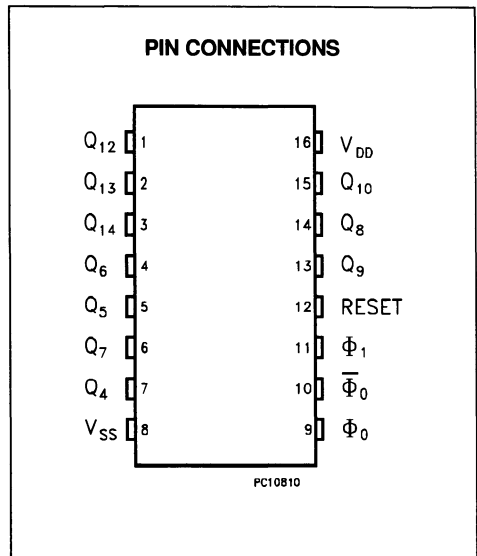 PIN CONNECTIONS
Q12 1 16 VDD
Q13 2 15 Q10
Q14 3 14 Q8
Q6 4 13 Q9
Q5 5 12 RESET
Q7 6 11 Φ1
Q4 7 10 Φ̅0
VSS 8 9 Φ0
PC10810